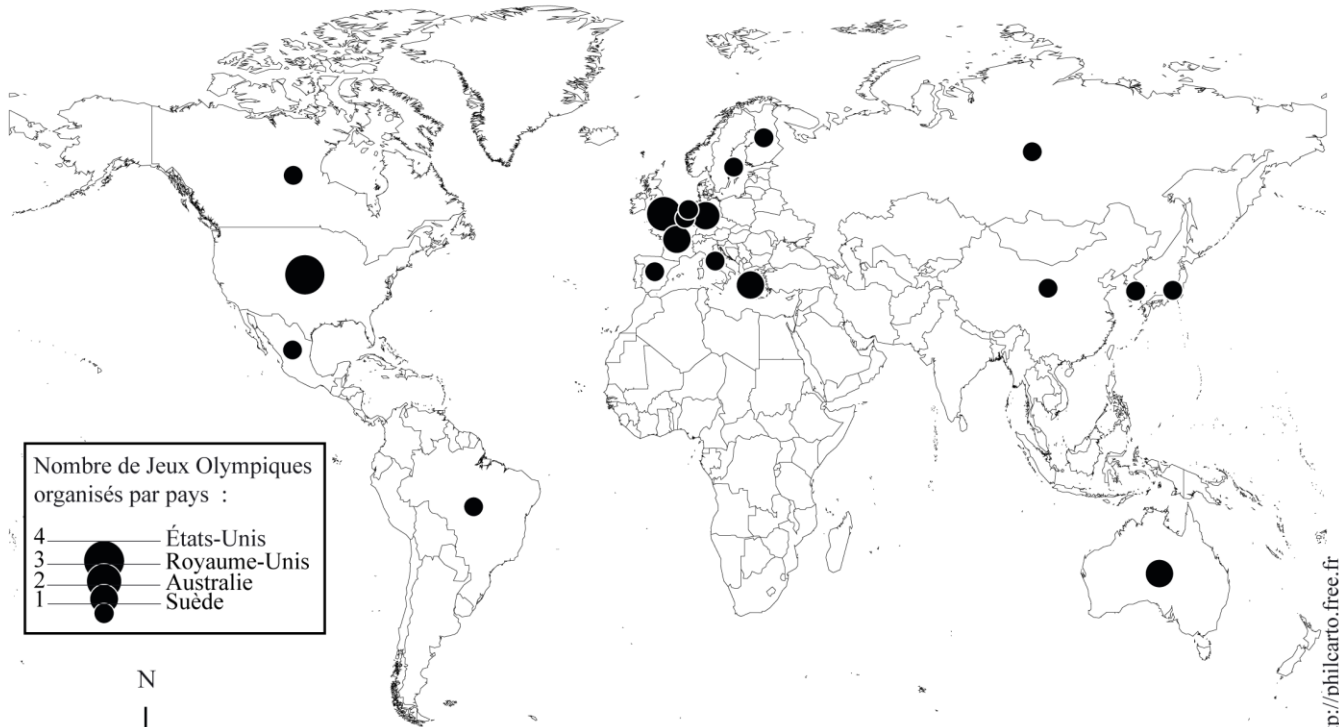 Nombre de Jeux Olympiques
organisés par pays :
4 États-Unis
3 Royaume-Unis
2 Australie
1 Suède
N
p://philcarto.free.fr